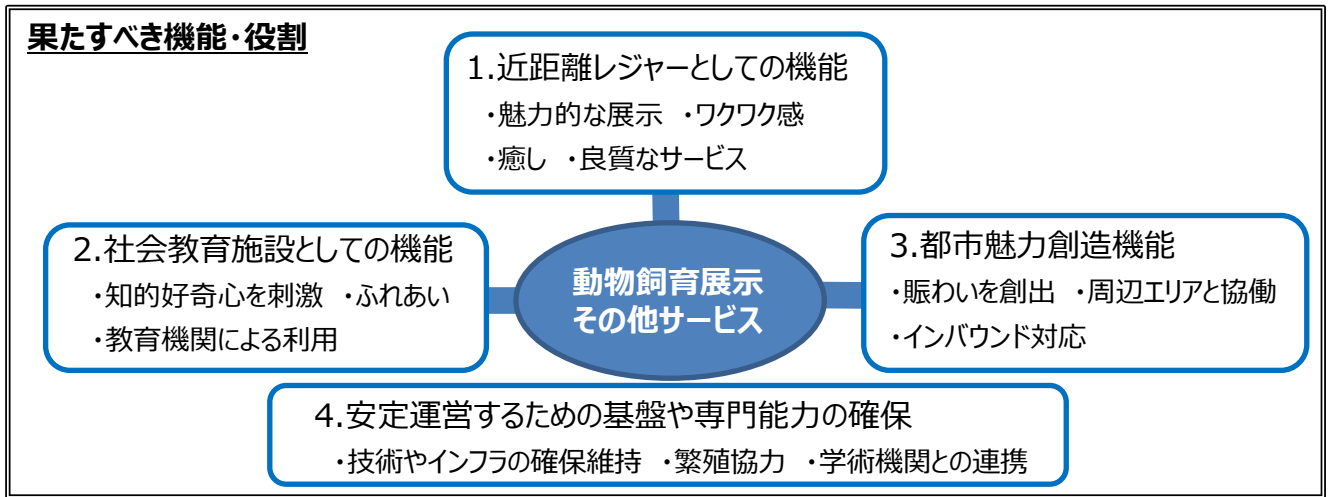 果たすべき機能・役割
1.近距離レジャーとしての機能
・魅力的な展示 ・ワクワク感
・癒し ・良質なサービス
2.社会教育施設としての機能
・知的好奇心を刺激 ・ふれあい
・教育機関による利用
動物飼育展示
その他サービス
3.都市魅力創造機能
・賑わいを創出 ・周辺エリアと協働
・インバウンド対応
4.安定運営するための基盤や専門能力の確保
・技術やインフラの確保維持 ・繁殖協力 ・学術機関との連携